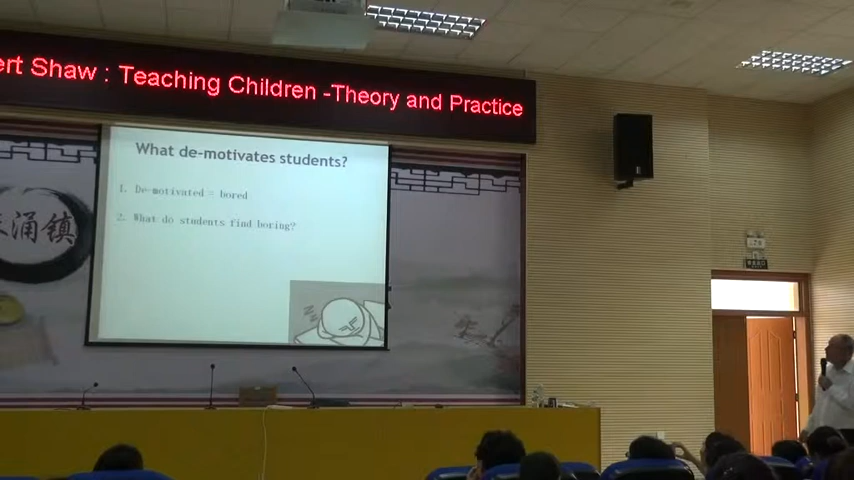 ert Shaw : Teaching Children -Theory and Practice
What de-motivates students?
1. De-motivated = bored
2. What do students find boring?
涌镇